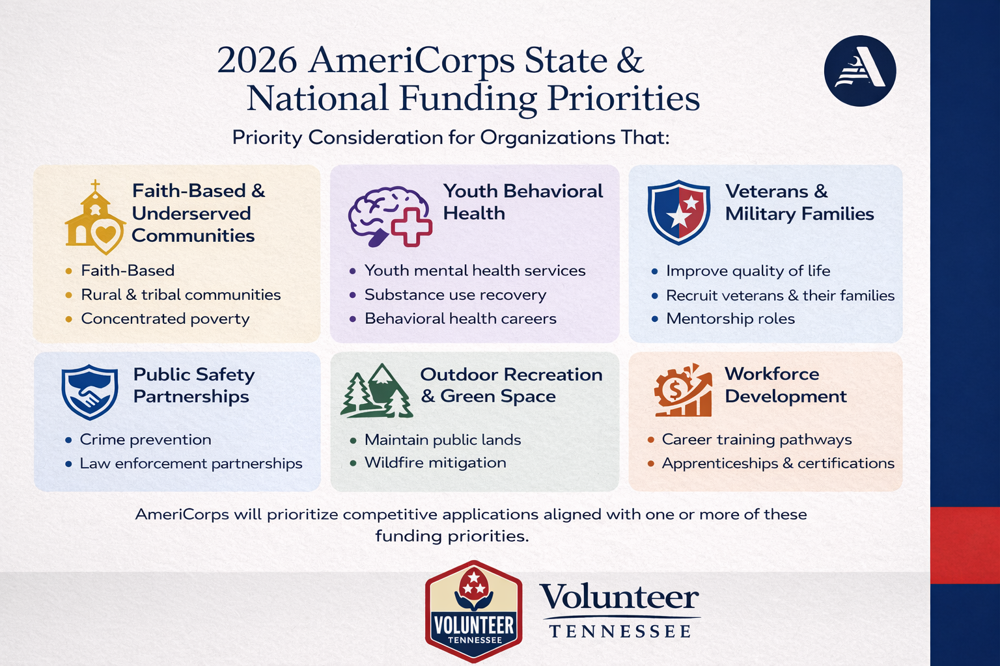 2026 AmeriCorps State &
National Funding Priorities
Priority Consideration for Organizations That:
Faith-Based &
Underserved
Communities
• Faith-Based
• Rural & tribal communities
• Concentrated poverty
Youth Behavioral
Health
• Youth mental health services
• Substance use recovery
• Behavioral health careers
Veterans &
Military Families
• Improve quality of life
• Recruit veterans & their families
• Mentorship roles
Public Safety
Partnerships
• Crime prevention
• Law enforcement partnerships
Outdoor Recreation
& Green Space
• Maintain public lands
• Wildfire mitigation
$
Workforce
Development
• Career training pathways
• Apprenticeships & certifications
AmeriCorps will prioritize competitive applications aligned with one or more of these
funding priorities.
VOLUNTEER
TENNESSEE
Volunteer
TENNESSEE